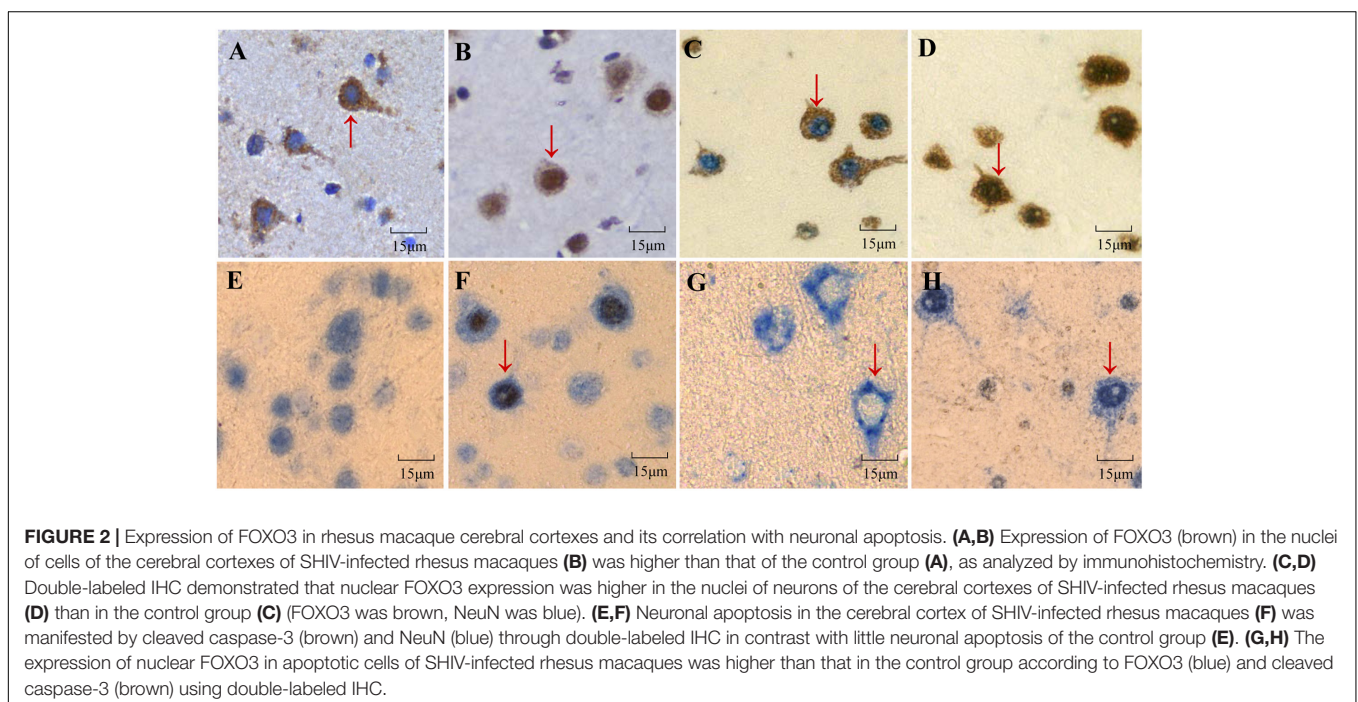 A
B
C
D
15μm
15μm
15μm
15μm
E
F
G
H
15μm
15μm
15μm
15μm
FIGURE 2 | Expression of FOXO3 in rhesus macaque cerebral cortexes and its correlation with neuronal apoptosis. (A,B) Expression of FOXO3 (brown) in the nuclei
of cells of the cerebral cortexes of SHIV-infected rhesus macaques (B) was higher than that of the control group (A), as analyzed by immunohistochemistry. (C,D)
Double-labeled IHC demonstrated that nuclear FOXO3 expression was higher in the nuclei of neurons of the cerebral cortexes of SHIV-infected rhesus macaques
(D) than in the control group (C) (FOXO3 was brown, NeuN was blue). (E,F) Neuronal apoptosis in the cerebral cortex of SHIV-infected rhesus macaques (F) was
manifested by cleaved caspase-3 (brown) and NeuN (blue) through double-labeled IHC in contrast with little neuronal apoptosis of the control group (E). (G,H) The
expression of nuclear FOXO3 in apoptotic cells of SHIV-infected rhesus macaques was higher than that in the control group according to FOXO3 (blue) and cleaved
caspase-3 (brown) using double-labeled IHC.